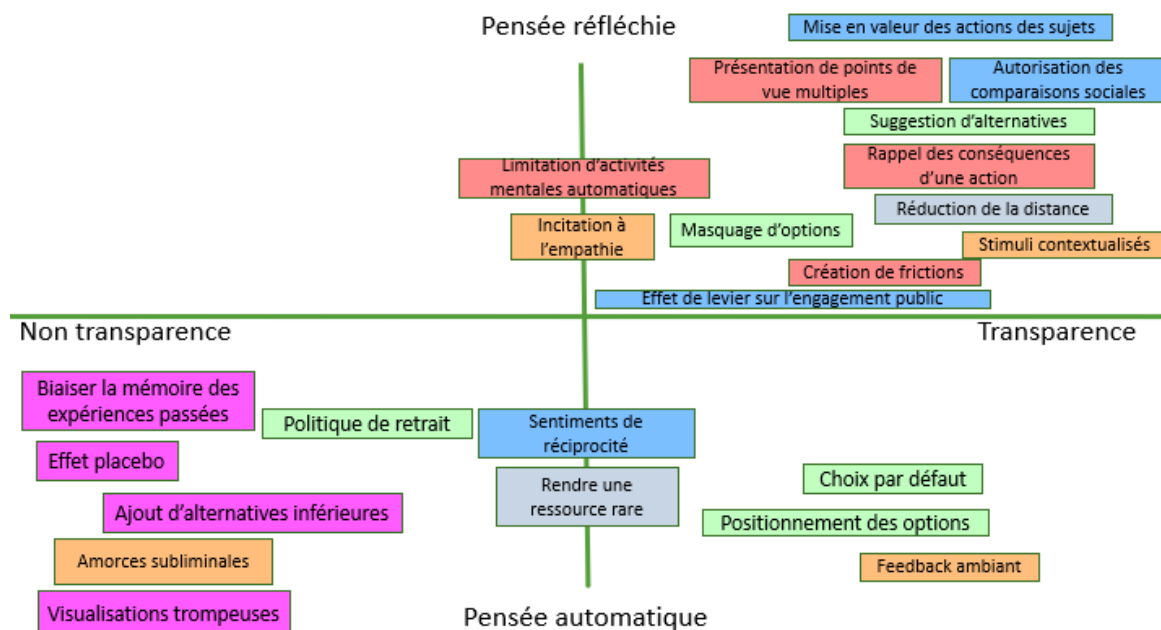 Pensée réfléchie
Mise en valeur des actions des sujets
Présentation de points de
vue multiples
Autorisation des
comparaisons sociales
Suggestion d'alternatives
Limitation d'activités
mentales automatiques
Rappel des conséquences
d'une action
Réduction de la distance
Incitation à
l'empathie
Masquage d'options
Stimuli contextualisés
Création de frictions
Effet de levier sur l'engagement public
Non transparence
Transparence
Biaiser la mémoire des
expériences passées
Politique de retrait
Sentiments de
réciprocité
Effet placebo
Rendre une
ressource rare
Choix par défaut
Ajout d'alternatives inférieures
Positionnement des options
Amorces subliminales
Feedback ambiant
Visualisations trompeuses
Pensée automatique